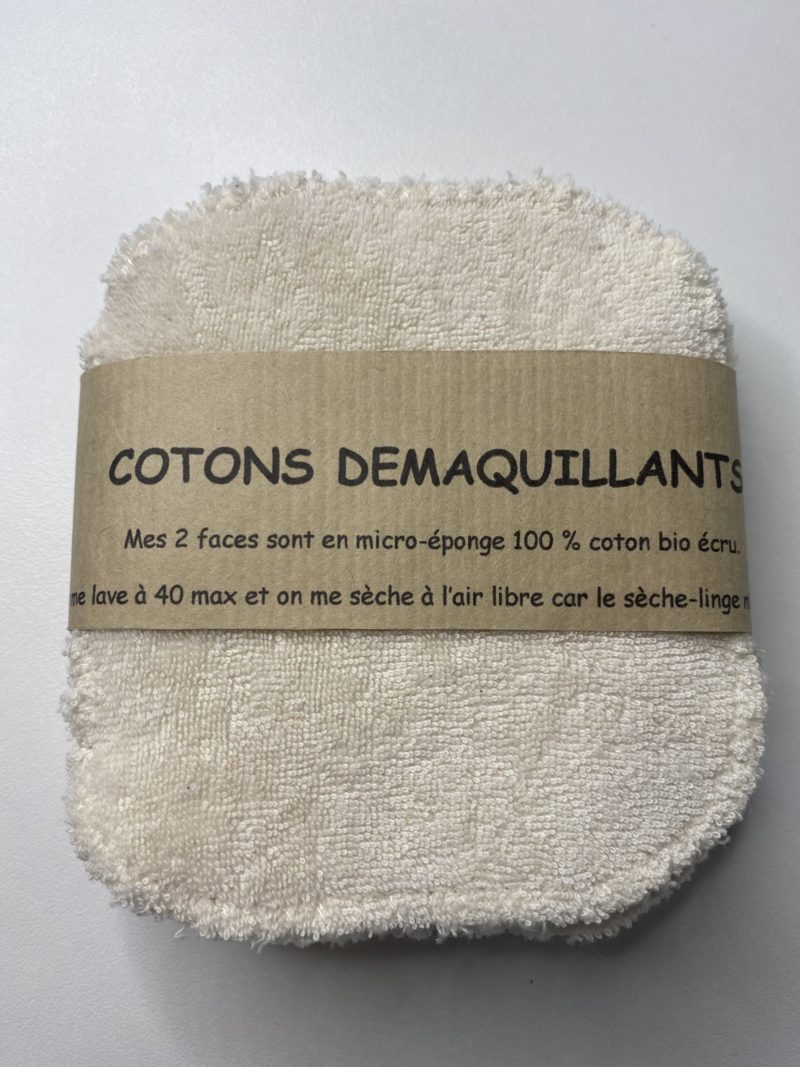 COTONS DEMAQUILLANTS
Mes 2 faces sont en micro-éponge 100 % coton bio écru.
me lave à 40 max et on me sèche à l'air libre car le sèche-linge